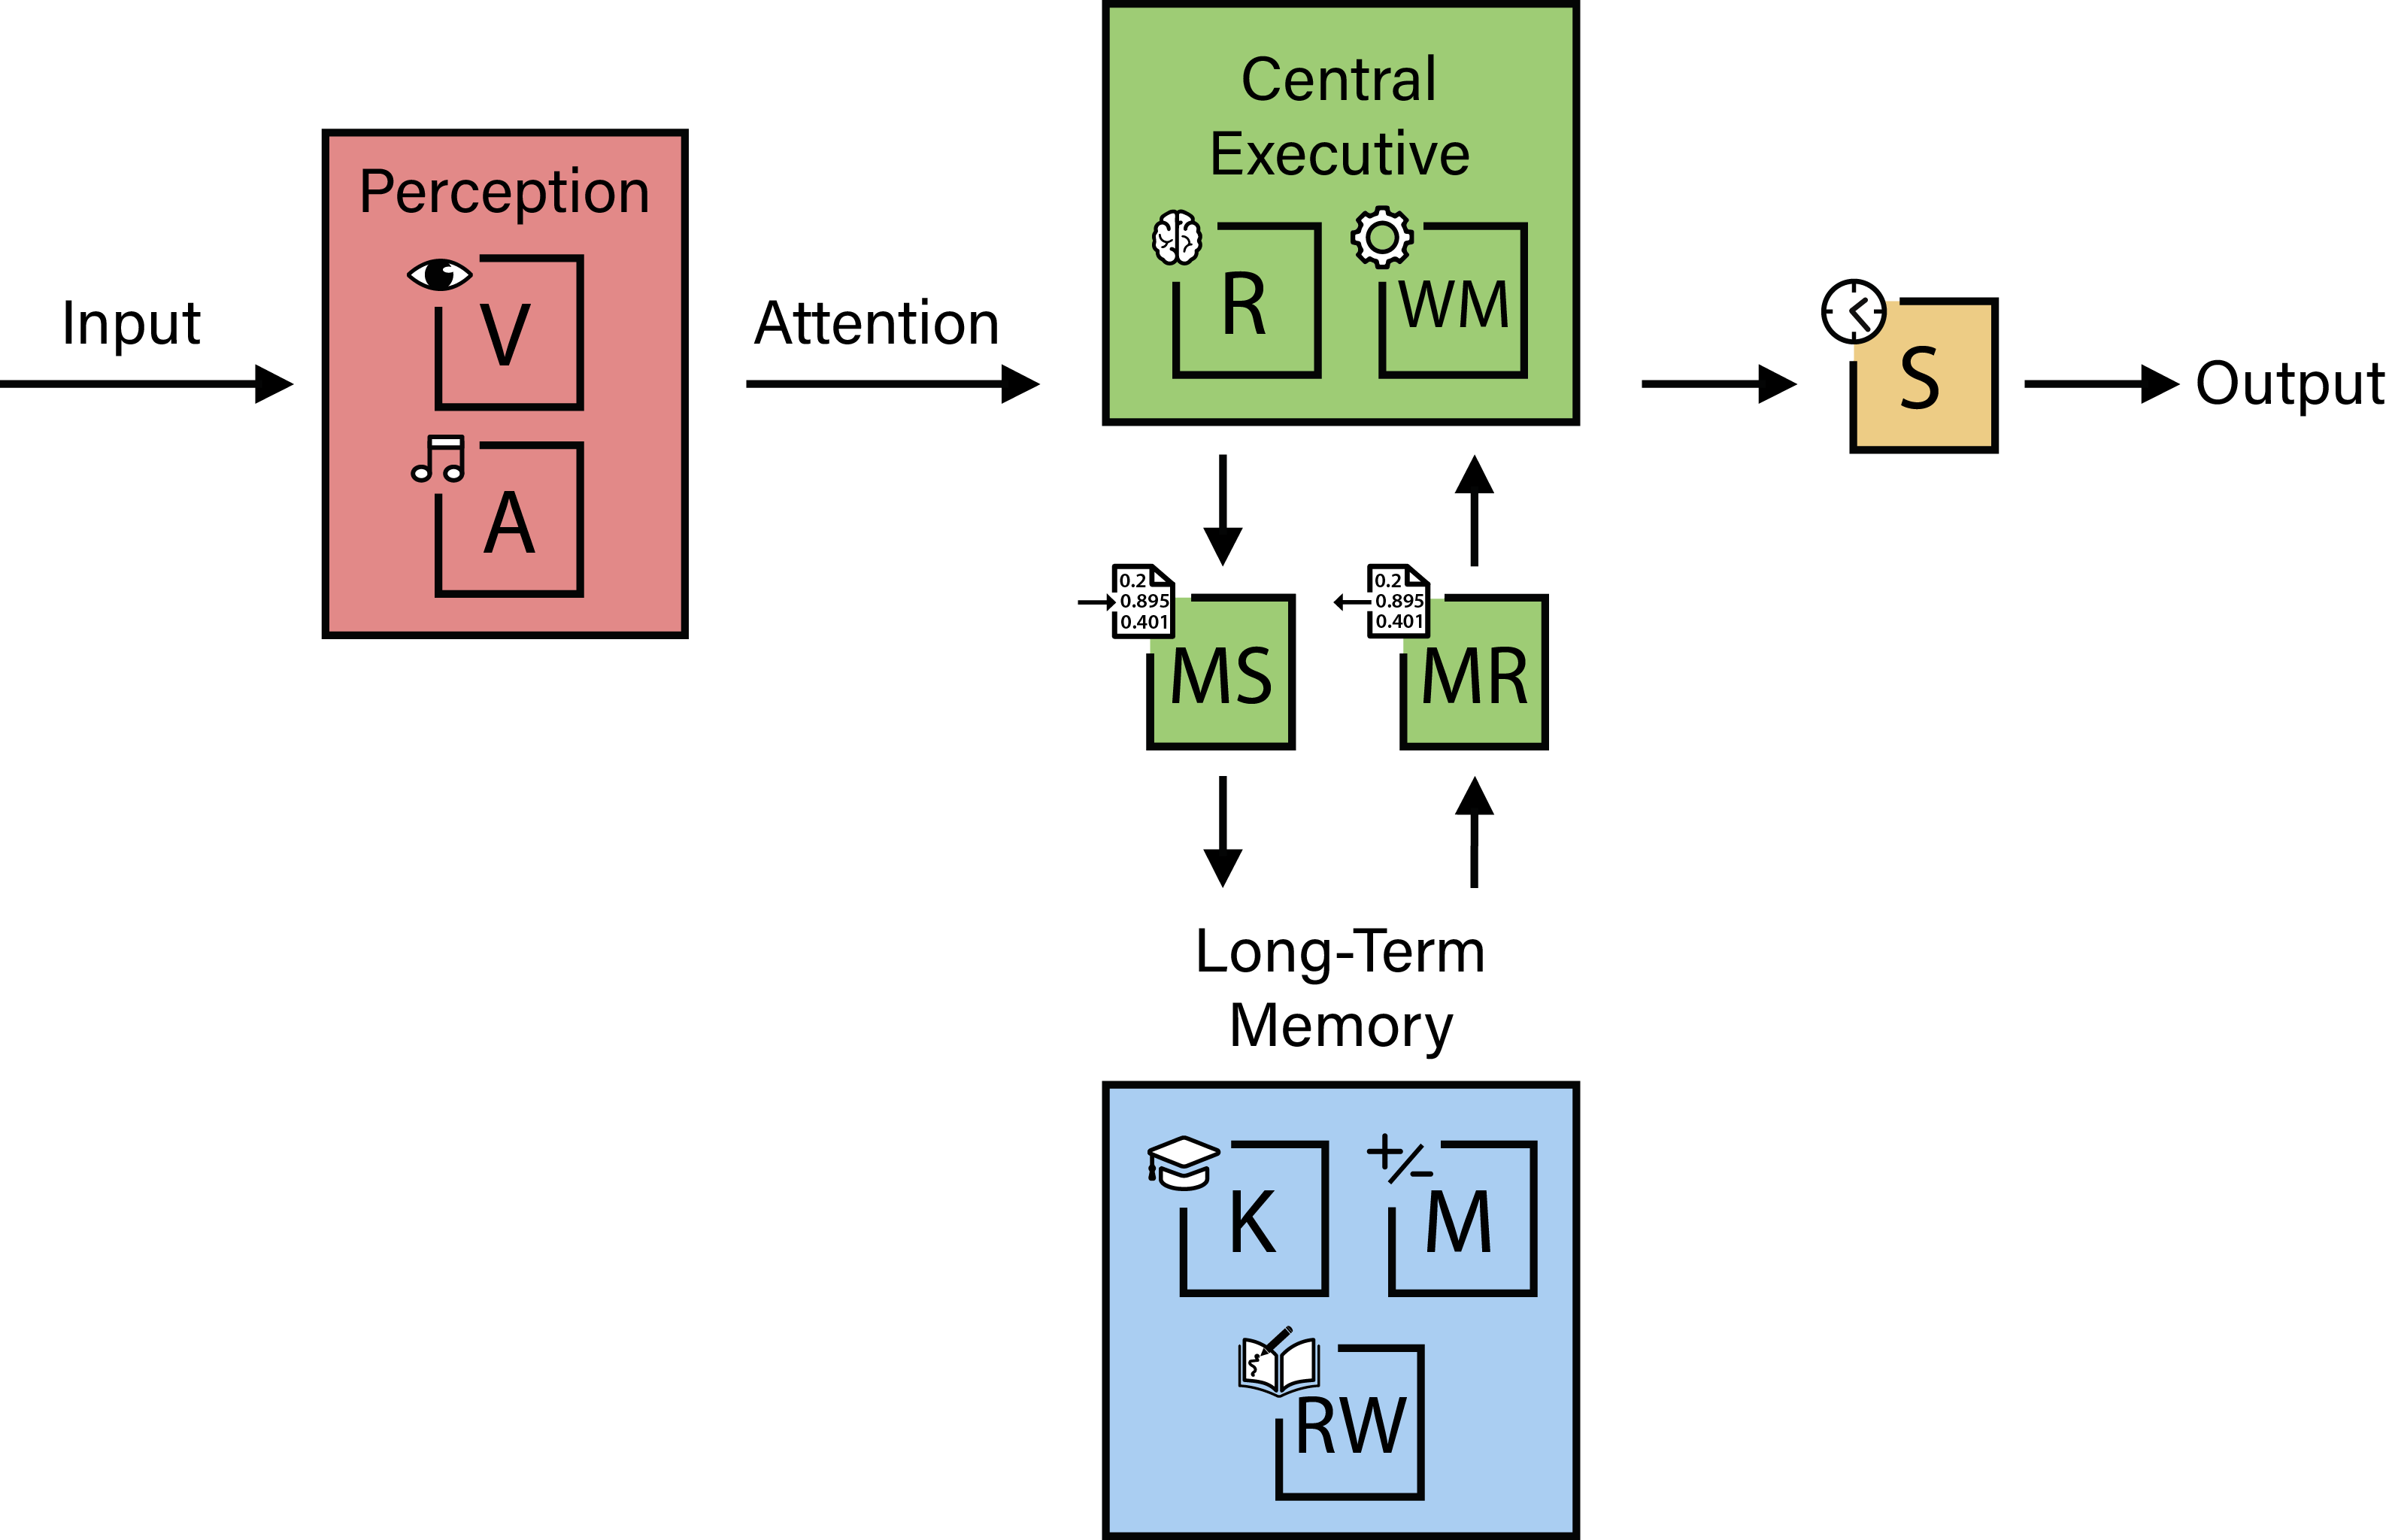 Input
Perception
V
A
Attention
Central
Executive
R
WM
S
Output
0.2
0.895
0.401
MS
0.2
0.895
0.401
MR
Long-Term
Memory
K
+/−
M
RW